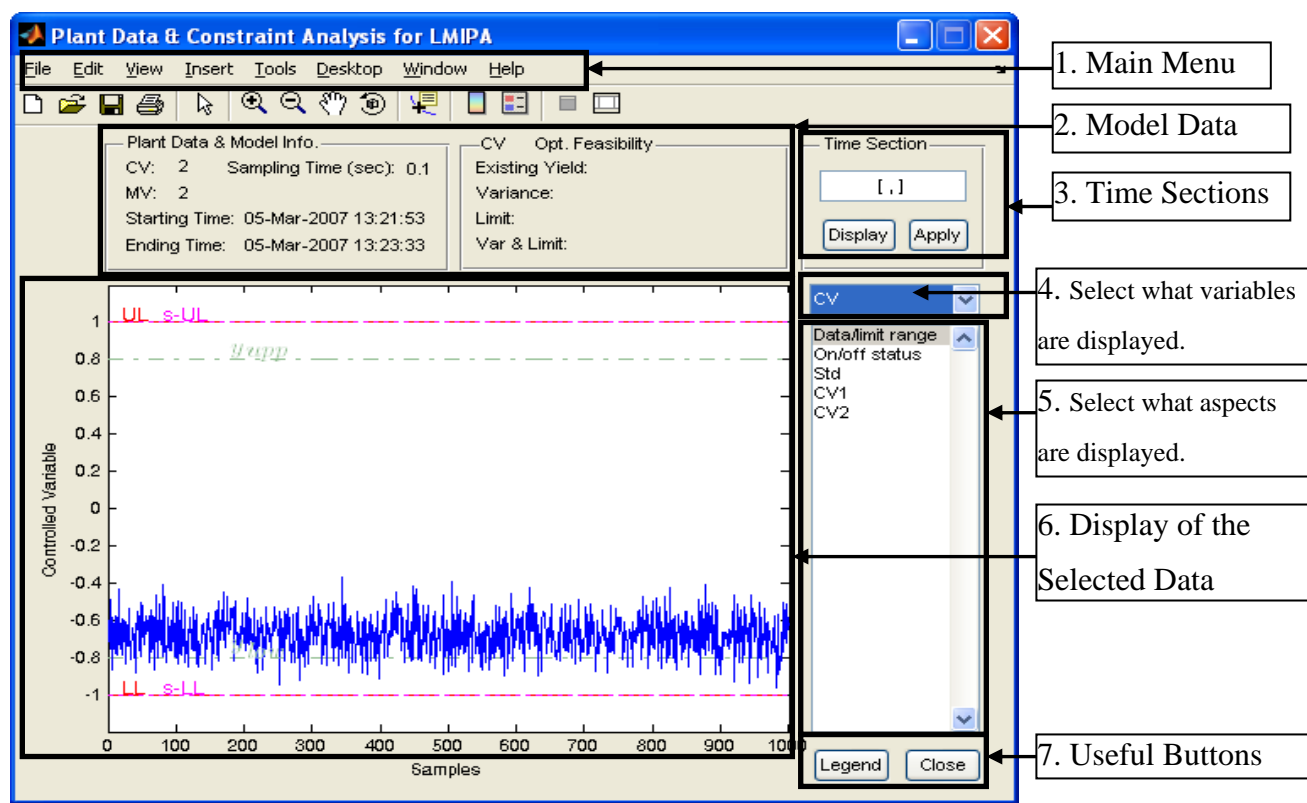 Plant Data & Constraint Analysis for LMIPA
File Edit View Insert Tools Desktop Window Help
1. Main Menu
2. Model Data
Plant Data & Model Info.
CV: 2 Sampling Time (sec): 0.1
MV: 2
Starting Time: 05-Mar-2007 13:21:53
Ending Time: 05-Mar-2007 13:23:33
CV Opt. Feasibility
Existing Yield:
Variance:
Limit:
Var & Limit:
Time Section
[ , ]
Display Apply
3. Time Sections
CV
4. Select what variables
are displayed.
Data/limit range
On/off status
Std
CV1
CV2
5. Select what aspects
are displayed.
6. Display of the
Selected Data
UL s-UL
yupp
LL s-LL
Controlled Variable
1
0.8
0.6
0.4
0.2
0
-0.2
-0.4
-0.6
-0.8
-1
0 100 200 300 400 500 600 700 800 900 1000
Samples
Legend Close
7. Useful Buttons